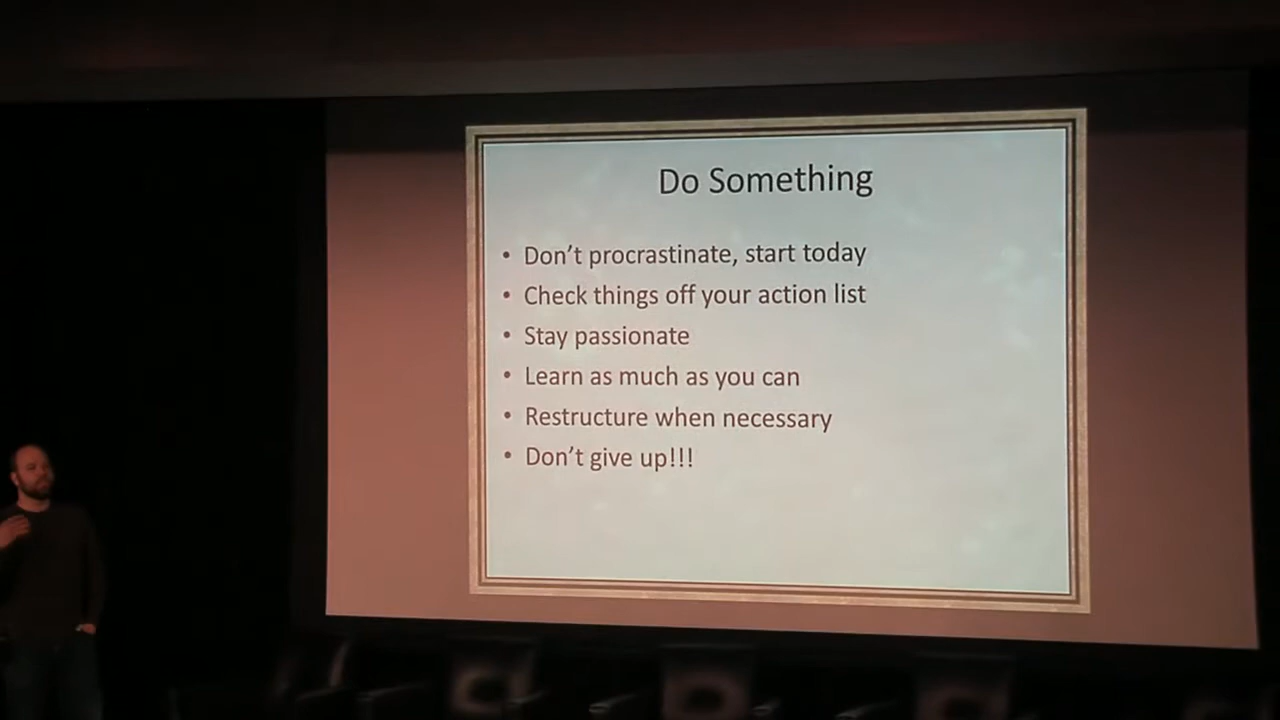 Do Something
• Don't procrastinate, start today
• Check things off your action list
• Stay passionate
• Learn as much as you can
• Restructure when necessary
• Don't give up!!!